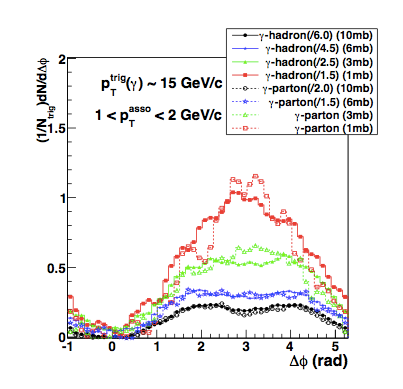 γ-hadron(/6.0) (10mb)
γ-hadron(/4.5) (6mb)
γ-hadron(/2.5) (3mb)
γ-hadron(/1.5) (1mb)
γ-parton(/2.0) (10mb)
γ-parton(/1.5) (6mb)
γ-parton (3mb)
γ-parton (1mb)
p_T^trig(γ) ~ 15 GeV/c
1 < p_T^asso < 2 GeV/c
(1/N_trig)dN/dΔφ
2
1.5
1
0.5
0
-1 0 1 2 3 4 5
Δφ (rad)